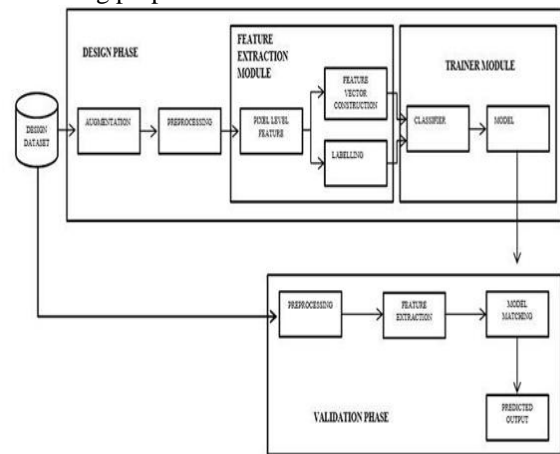 DESIGN PHASE
FEATURE
EXTRACTION
MODULE
TRAINER MODULE
DESIGN
DATASET
AUGMENTATION
PREPROCESSING
PIXEL LEVEL
FEATURE
FEATURE
VECTOR
CONSTRUCTION
LABELLING
CLASSIFIER
MODEL
PREPROCESSING
FEATURE
EXTRACTION
MODEL
MATCHING
PREDICTED
OUTPUT
VALIDATION PHASE